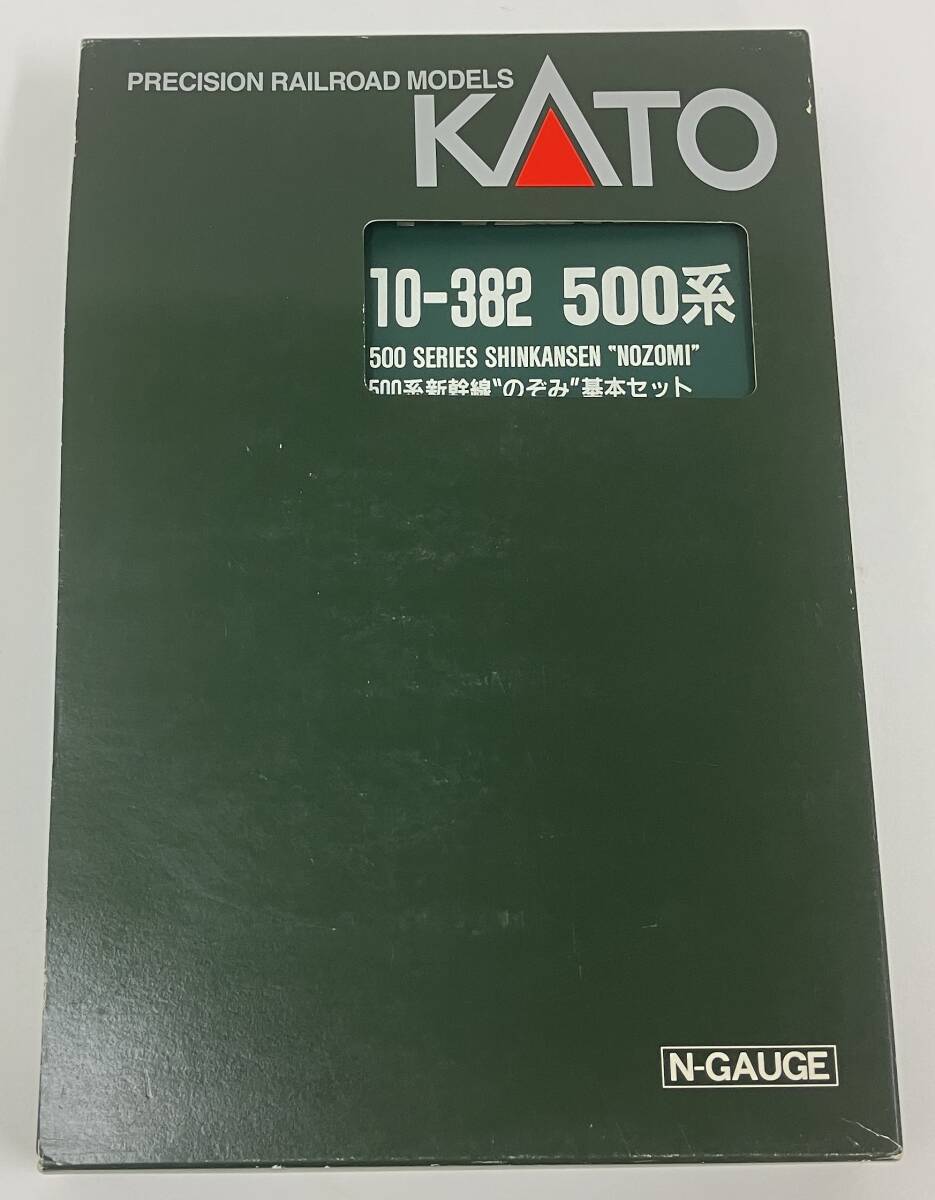 PRECISION RAILROAD MODELS
KATO
10-382 500系
500 SERIES SHINKANSEN "NOZOMI"
500系新幹線"のぞみ"基本セット
N-GAUGE